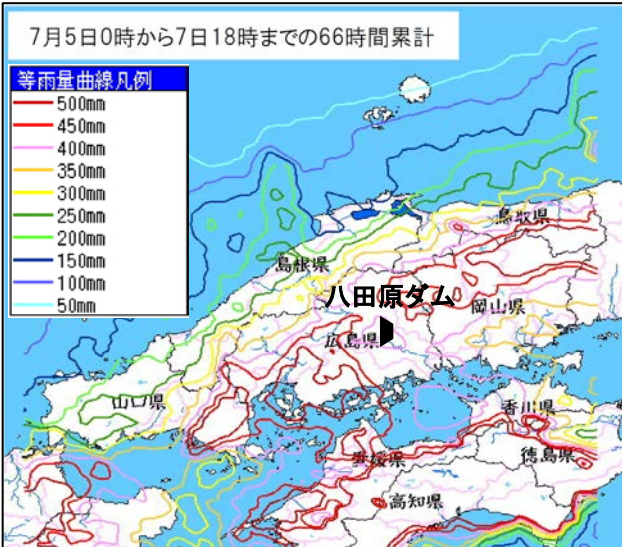 7月5日0時から7日18時までの66時間累計
等雨量曲線凡例
500mm
450mm
400mm
350mm
300mm
250mm
200mm
150mm
100mm
50mm
鳥取県
島根県
八田原ダム
岡山県
広島県
山口県
香川県
愛媛県
徳島県
高知県